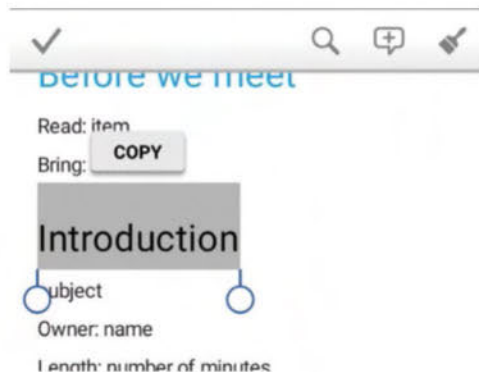 Before we meet
Read: item
COPY
Bring:
Introduction
ubject
Owner: name
Length: number of minutes